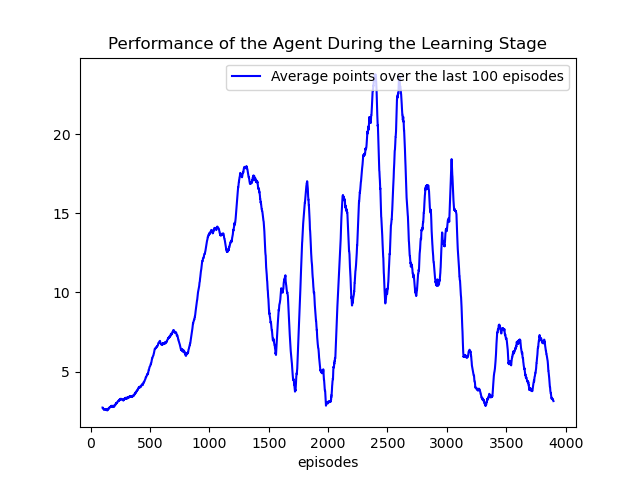 Performance of the Agent During the Learning Stage
Average points over the last 100 episodes
20
15
10
5
0 500 1000 1500 2000 2500 3000 3500 4000
episodes